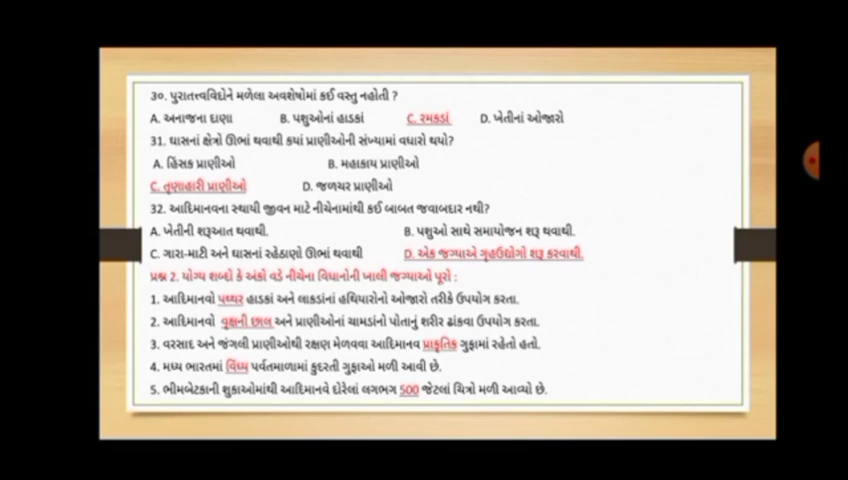 ૩૦. પુરાતત્ત્વવિદોને મળેલા અવશેષોમાં કઈ વસ્તુ નહોતી ?
A. અનાજના દાણા B. પશુઓનાં હાડકાં C. રમકડાં D. ખેતીનાં ઓજારો
31. ઘાસનાં ક્ષેત્રો ઊભાં થવાથી કયાં પ્રાણીઓની સંખ્યામાં વધારો થયો?
A. હિંસક પ્રાણીઓ B. મહાકાય પ્રાણીઓ
C. તૃણાહારી પ્રાણીઓ D. જળચર પ્રાણીઓ
32. આદિમાનવના સ્થાયી જીવન માટે નીચેનામાંથી કઈ બાબત જવાબદાર નથી?
A. ખેતીની શરૂઆત થવાથી. B. પશુઓ સાથે સમાયોજન શરૂ થવાથી.
C. ગારા-માટી અને ઘાસનાં રહેઠાણો ઊભાં થવાથી D. એક જગ્યાએ ગૃહઉદ્યોગો શરૂ કરવાથી.
પ્રશ્ન 2. યોગ્ય શબ્દો કે અંકો વડે નીચેના વિધાનોની ખાલી જગ્યાઓ પૂરો :
1. આદિમાનવો પથ્થર હાડકાં અને લાકડાંનાં હથિયારોનો ઓજારો તરીકે ઉપયોગ કરતા.
2. આદિમાનવો વૃક્ષની છાલ અને પ્રાણીઓનાં ચામડાંનો પોતાનું શરીર ઢાંકવા ઉપયોગ કરતા.
3. વરસાદ અને જંગલી પ્રાણીઓથી રક્ષણ મેળવવા આદિમાનવ પ્રાકૃતિક ગુફામાં રહેતો હતો.
4. મધ્ય ભારતમાં વિંધ્ય પર્વતમાળામાં કુદરતી ગુફાઓ મળી આવી છે.
5. ભીમબેટકાની ગુફાઓમાંથી આદિમાનવે દોરેલાં લગભગ 500 જેટલાં ચિત્રો મળી આવ્યો છે.